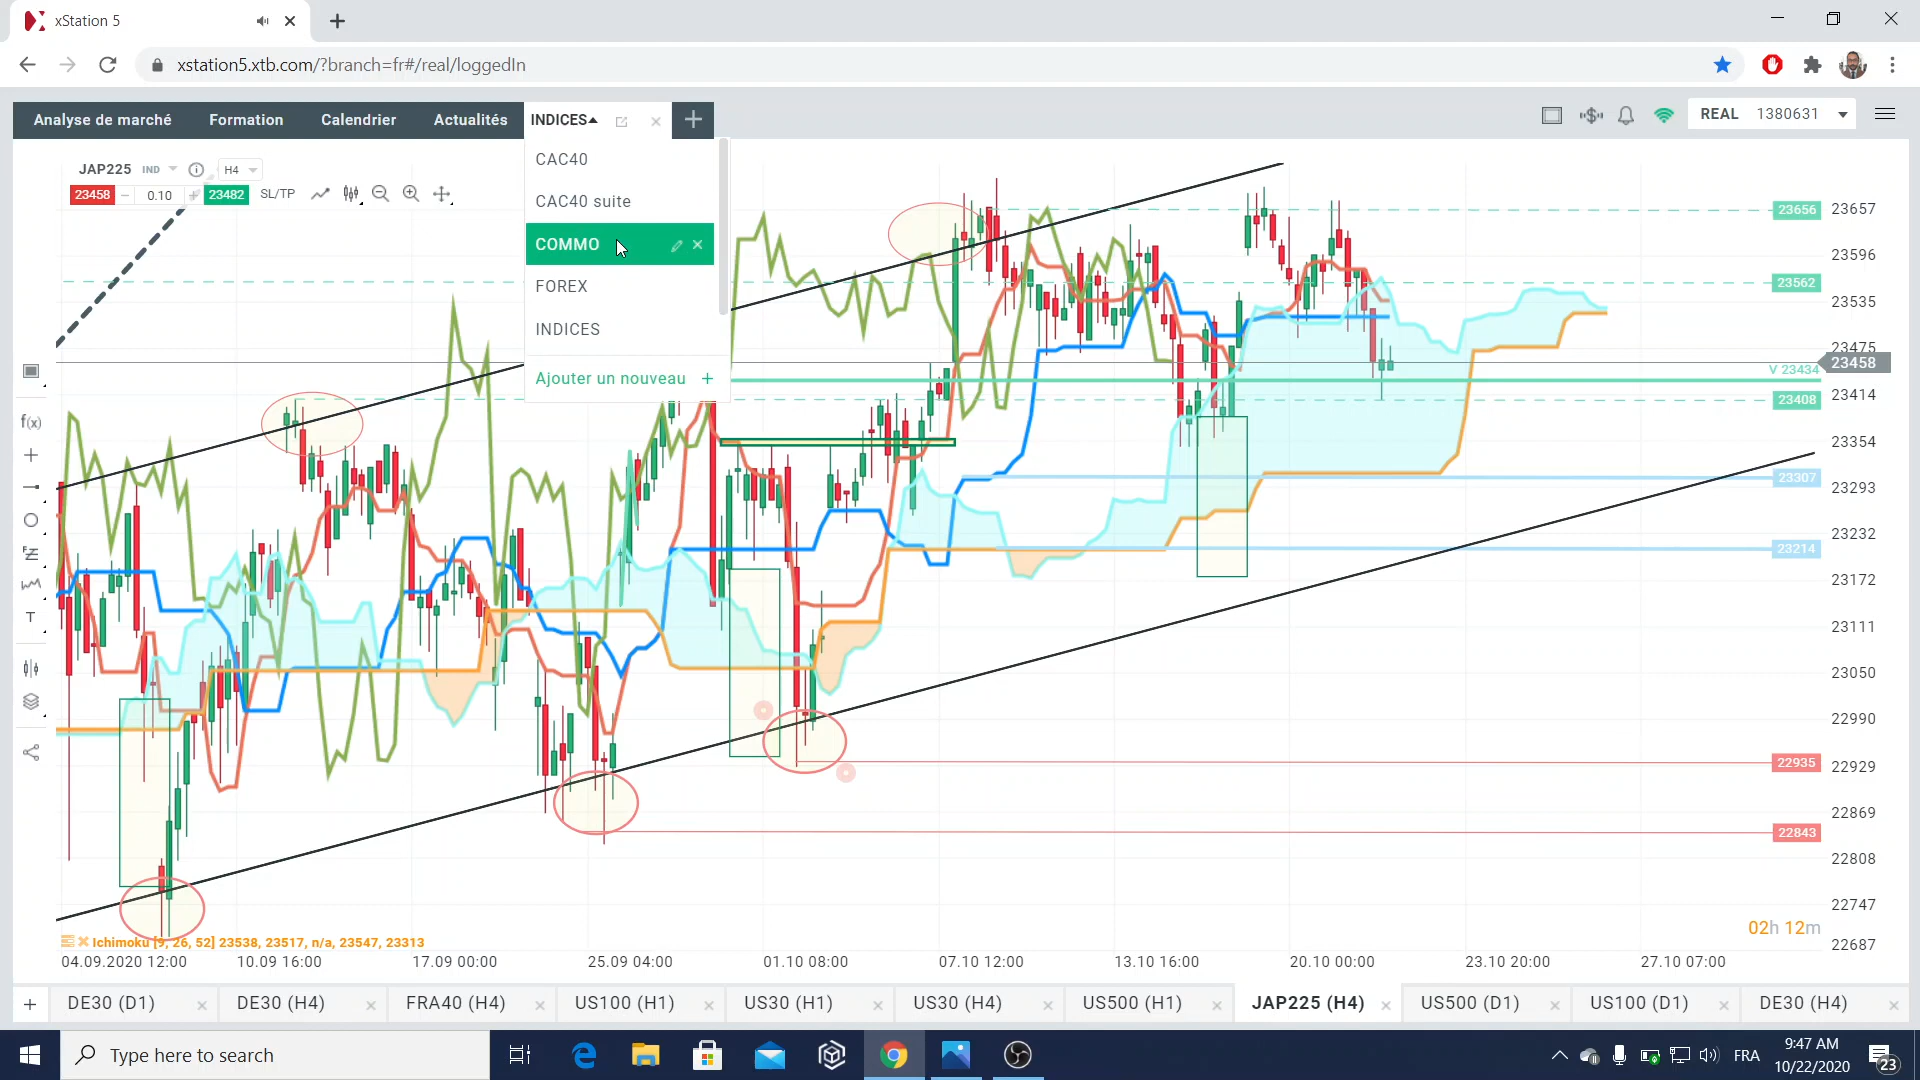 xStation 5
xstation5.xtb.com/?branch=fr#/real/loggedIn
Analyse de marché Formation Calendrier Actualités INDICES
REAL 1380631
CAC40
CAC40 suite
COMMO
FOREX
INDICES
Ajouter un nouveau +
JAP225 IND H4
23458 0.10 23482 SL/TP
23656 23657
23596
23562
23535
23475
V 23434 23458
23408 23414
23354
23307 23293
23232
23214
23172
23111
23050
22990
22935 22929
22869
22843
22808
22747
02h 12m
22687
f(x)
T
Ichimoku [9, 26, 52] 23538, 23517, n/a, 23547, 23313
04.09.2020 12:00 10.09 16:00 17.09 00:00 25.09 04:00 01.10 08:00 07.10 12:00 13.10 16:00 20.10 00:00 23.10 20:00 27.10 07:00
+ DE30 (D1) DE30 (H4) FRA40 (H4) US100 (H1) US30 (H1) US30 (H4) US500 (H1) JAP225 (H4) US500 (D1) US100 (D1) DE30 (H4)
Type here to search
FRA
9:47 AM
10/22/2020
23